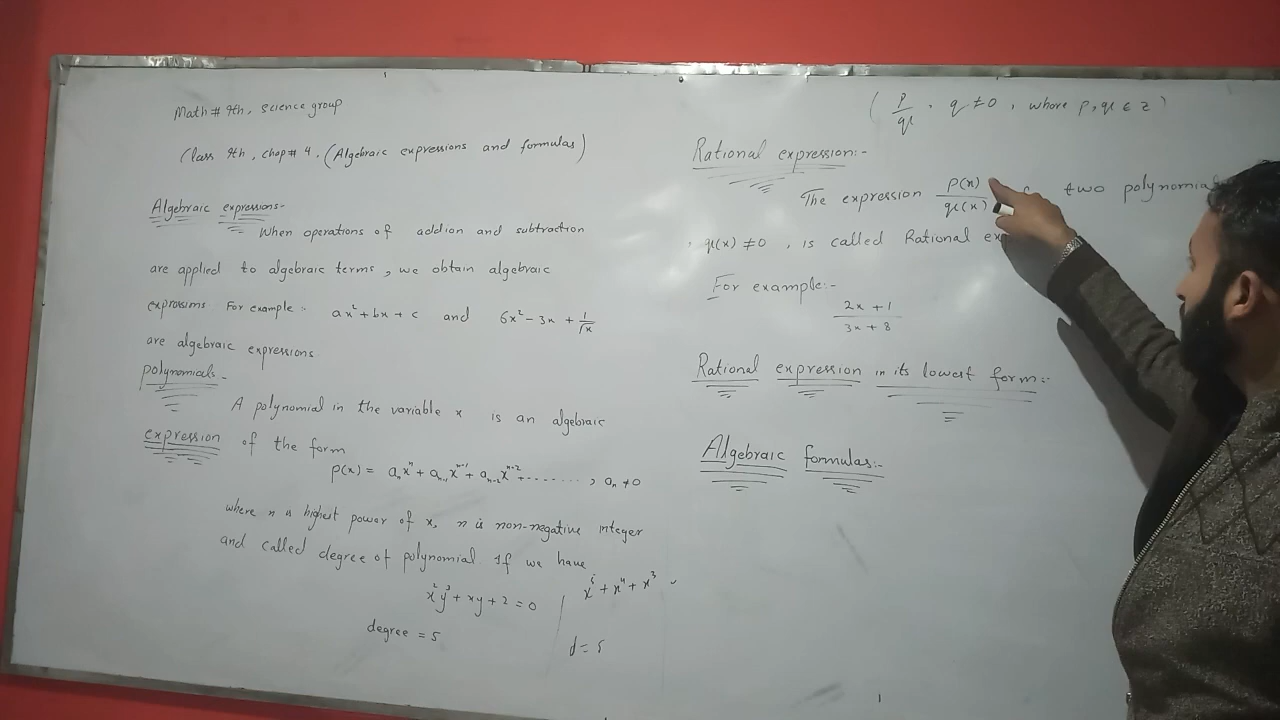 Math # 9th, science group
Class 9th, chap # 4. (Algebraic expressions and formulas)
Algebraic expressions-
When operations of addion and subtraction
are applied to algebraic terms, we obtain algebraic
For example: ax² + bx + c and 6x² - 3x + 1/√x
are algebraic expressions
polynomials-
A polynomial in the variable x is an algebraic
expression of the form
p(x) = aₙxⁿ + aₙ₋₁xⁿ⁻¹ + aₙ₋₂xⁿ⁻² + ......., aₙ ≠ 0
where n is highest power of x, n is non-negative integer
and called degree of polynomial. If we have
x²y³ + xy + 2 = 0
degree = 5
+ x⁴ + x³
d = 5
(p/q, q ≠ 0, where p, q ∈ z)
Rational expression:-
The expression p(x)/q(x) two
, q(x) ≠ 0, is called Rational
For example:-
2x + 1
3x + 8
Rational expression in its lowest form:-
Algebraic formulas:-